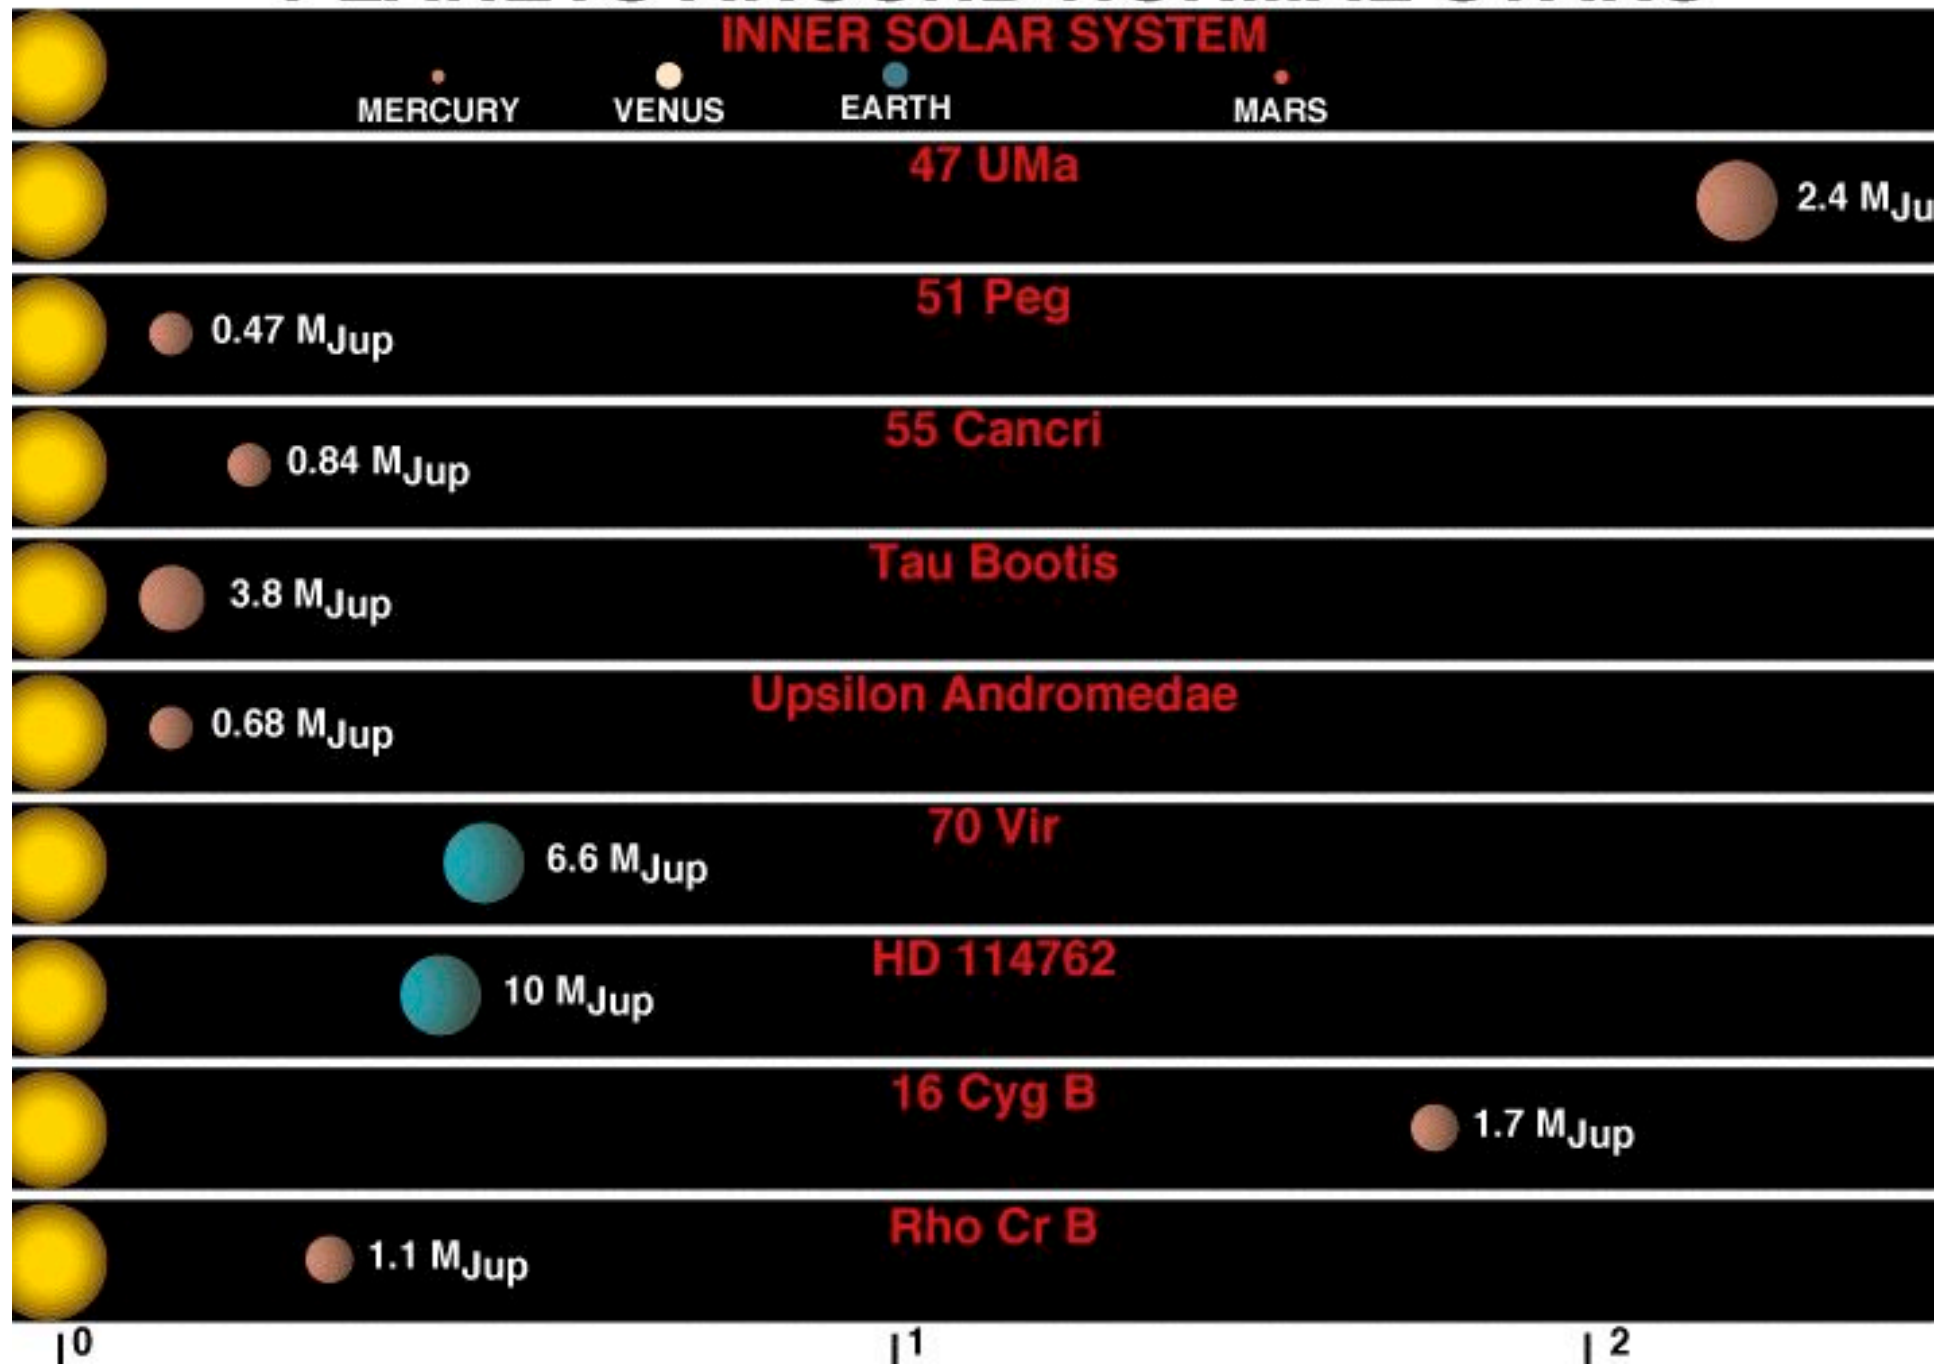 INNER SOLAR SYSTEM
MERCURY VENUS EARTH MARS
47 UMa
2.4 MJu
51 Peg
0.47 MJup
55 Cancri
0.84 MJup
Tau Bootis
3.8 MJup
Upsilon Andromedae
0.68 MJup
70 Vir
6.6 MJup
HD 114762
10 MJup
16 Cyg B
1.7 MJup
Rho Cr B
1.1 MJup
0 1 2